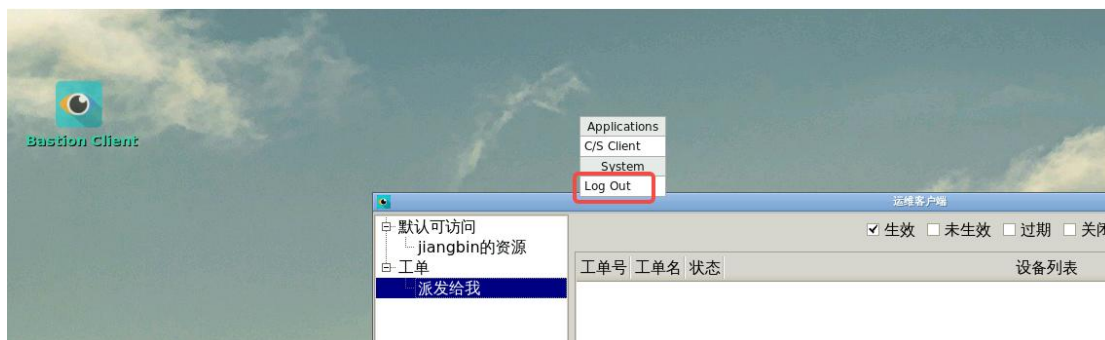 Bastion Client
Applications
C/S Client
System
Log Out
运维客户端
默认可访问
jiangbin的资源
工单
派发给我
生效 未生效 过期 关闭
工单号 工单名 状态 设备列表